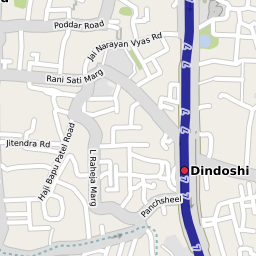 Poddar Road
Jai Narayan Vyas Rd
Rani Sati Marg
Jitendra Rd
Haji Bapu Patel Road
L Raheja Marg
Dindoshi
Panchsheel